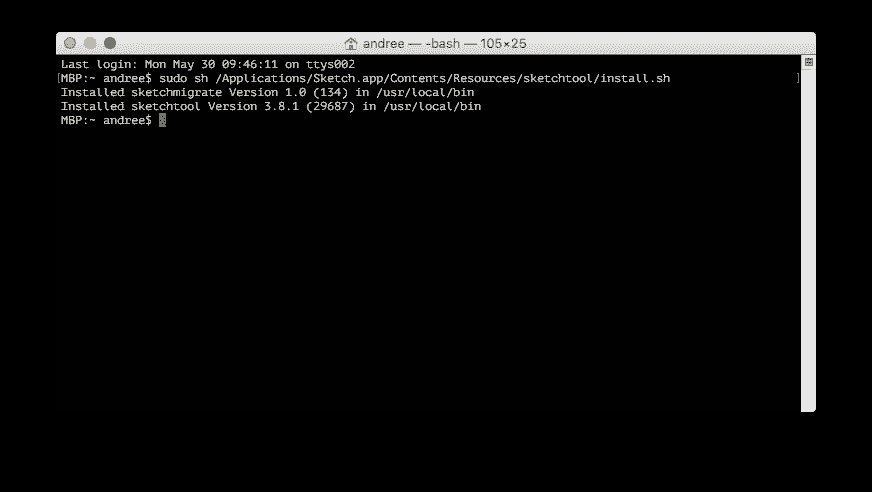 andree — -bash — 105×25
Last login: Mon May 30 09:46:11 on ttys002
[MBP:~ andree$ sudo sh /Applications/Sketch.app/Contents/Resources/sketchtool/install.sh ]
Installed sketchmigrate Version 1.0 (134) in /usr/local/bin
Installed sketchtool Version 3.8.1 (29687) in /usr/local/bin
MBP:~ andree$